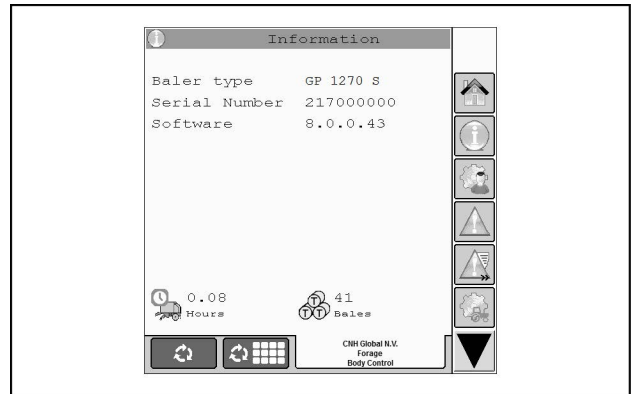 Information
Baler type GP 1270 S
Serial Number 217000000
Software 8.0.0.43
0.08
Hours
41
Bales
T
T T
CNH Global N.V.
Forage
Body Control